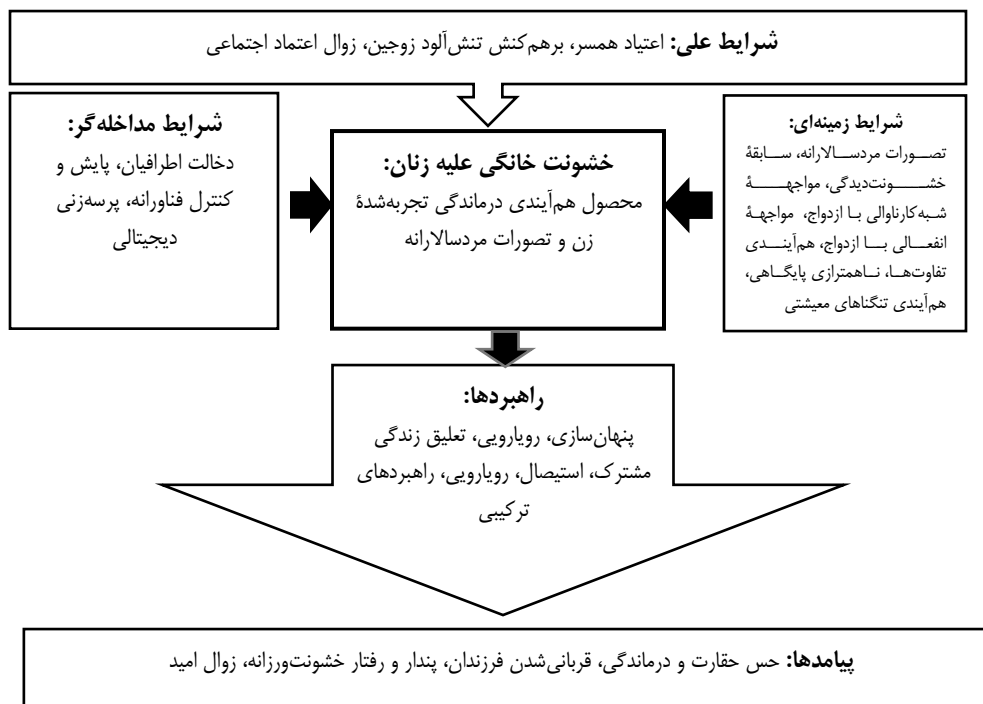 شرایط علی: اعتیاد همسر، برهم‌کنش تنش‌آلود زوجین، زوال اعتماد اجتماعی
شرایط زمینه‌ای:
تصورات مردسالارانه، سابقۀ
خشونت‌دیدگی، مواجهۀ
شبه‌کارناوالی با ازدواج، مواجهۀ
انفعالی با ازدواج، هم‌آیندی
تفاوت‌ها، ناهمترازی پایگاهی،
هم‌آیندی تنگناهای معیشتی
خشونت خانگی علیه زنان:
محصول هم‌آیندی درماندگی تجربه‌شدۀ
زن و تصورات مردسالارانه
شرایط مداخله‌گر:
دخالت اطرافیان، پایش و
کنترل فناورانه، پرسه‌زنی
دیجیتالی
راهبردها:
پنهان‌سازی، رویارویی، تعلیق زندگی
مشترک، استیصال، رویارویی، راهبردهای
ترکیبی
پیامدها: حس حقارت و درماندگی، قربانی‌شدن فرزندان، پندار و رفتار خشونت‌ورزانه، زوال امید